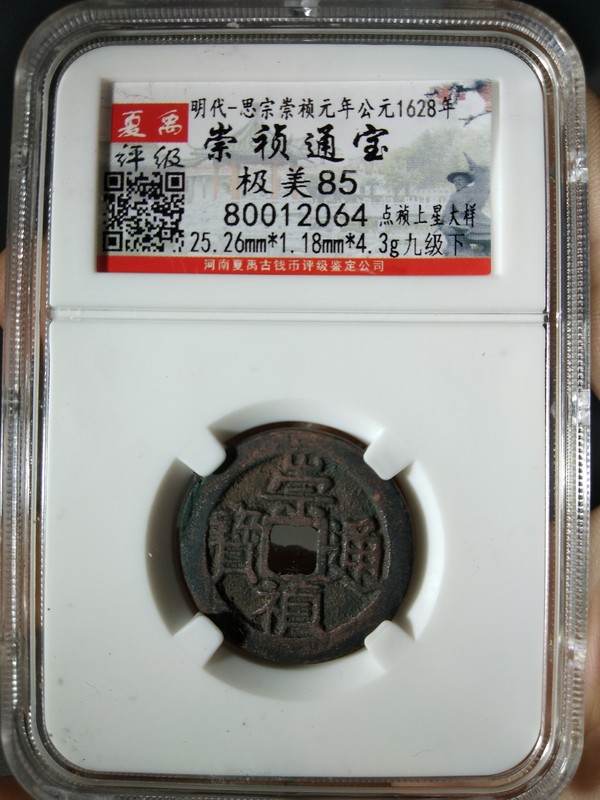 夏禹
评级
明代-思宗崇祯元年公元1628年
崇祯通宝
极美85
80012064 点祯上星大样
25.26mm*1.18mm*4.3g九级下
河南夏禹古钱币评级鉴定公司
崇
寶 通
禎